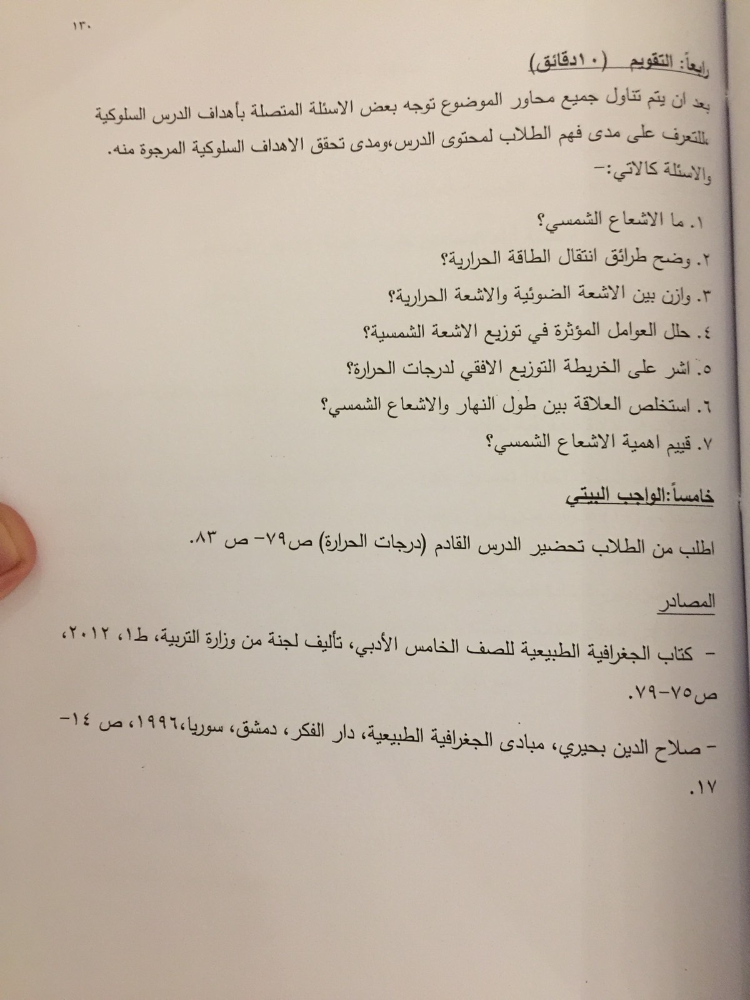 ١٣٠
رابعاً: التقويم (١٠دقائق)
بعد ان يتم تناول جميع محاور الموضوع توجه بعض الاسئلة المتصلة بأهداف الدرس السلوكية
،للتعرف على مدى فهم الطلاب لمحتوى الدرس،ومدى تحقق الاهداف السلوكية المرجوة منه.
والاسئلة كالاتي:-
١. ما الاشعاع الشمسي؟
٢. وضح طرائق انتقال الطاقة الحرارية؟
٣. وازن بين الاشعة الضوئية والاشعة الحرارية؟
٤. حلل العوامل المؤثرة في توزيع الاشعة الشمسية؟
٥. اشر على الخريطة التوزيع الافقي لدرجات الحرارة؟
٦. استخلص العلاقة بين طول النهار والاشعاع الشمسي؟
٧. قييم اهمية الاشعاع الشمسي؟
خامساً:الواجب البيتي
اطلب من الطلاب تحضير الدرس القادم (درجات الحرارة) ص٧٩- ص ٨٣.
المصادر
- كتاب الجغرافية الطبيعية للصف الخامس الأدبي، تأليف لجنة من وزارة التربية، ط١، ٢٠١٢،
ص٧٥-٧٩.
- صلاح الدين بحيري، مبادى الجغرافية الطبيعية، دار الفكر، دمشق، سوريا،١٩٩٦، ص ١٤-
١٧.